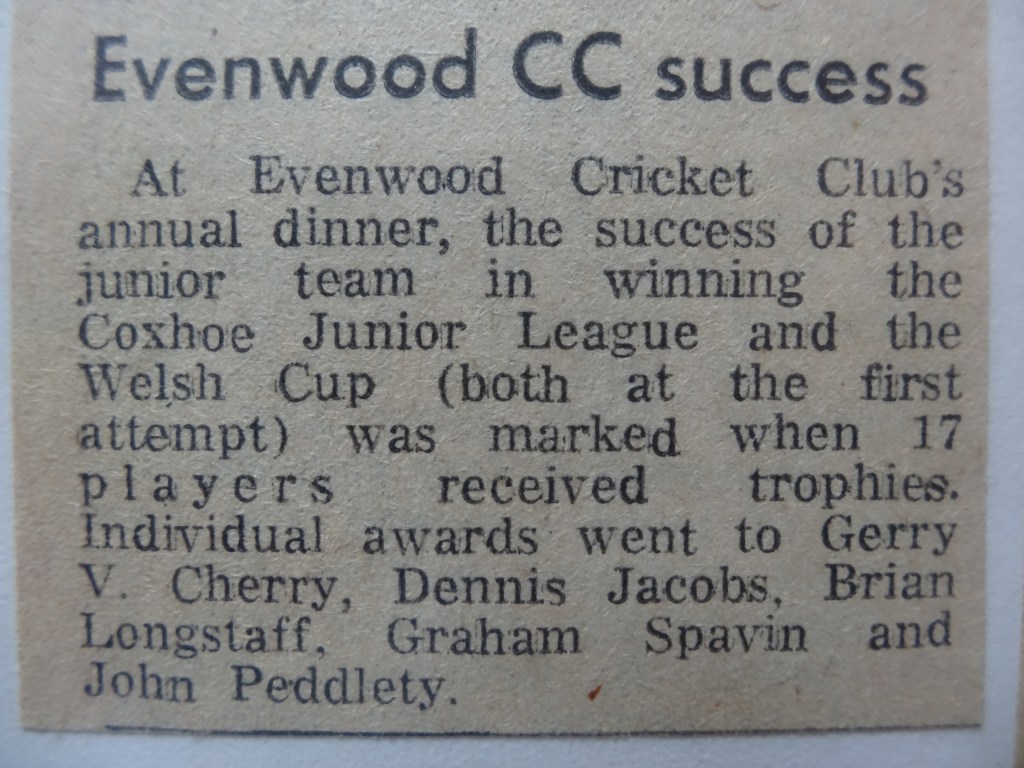 Evenwood CC success
At Evenwood Cricket Club's
annual dinner, the success of the
junior team in winning the
Coxhoe Junior League and the
Welsh Cup (both at the first
attempt) was marked when 17
players received trophies.
Individual awards went to Gerry
V. Cherry, Dennis Jacobs, Brian
Longstaff, Graham Spavin and
John Peddlety.